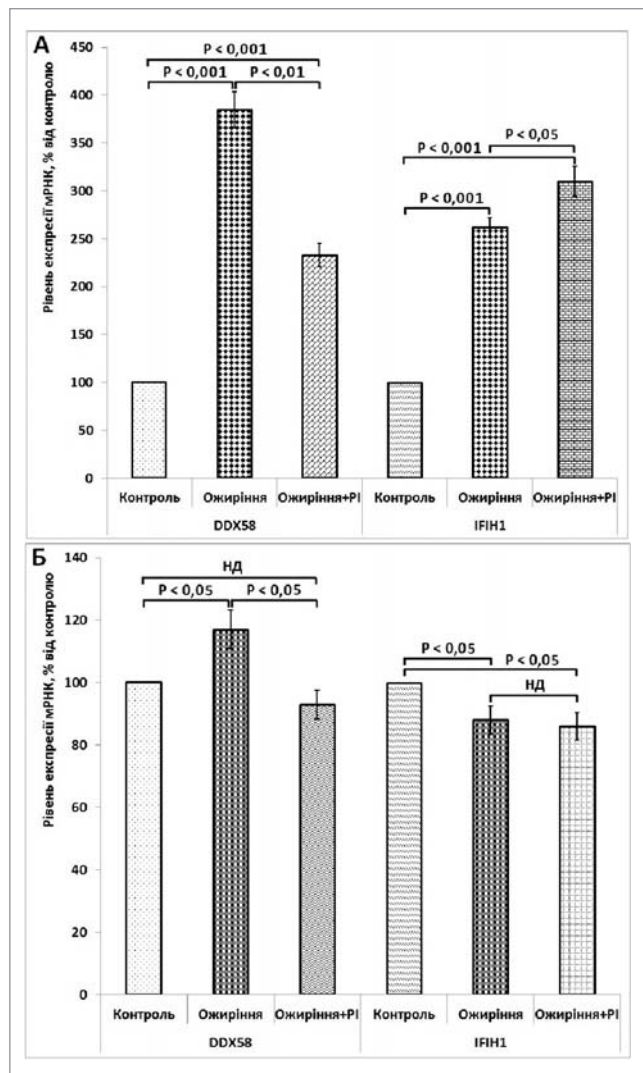 А
Рівень експресії мРНК, % від контролю
450
400
350
300
250
200
150
100
50
0
P < 0,001
P < 0,001
P < 0,01
P < 0,05
P < 0,001
P < 0,001
Контроль Ожиріння Ожиріння+РІ Контроль Ожиріння Ожиріння+РІ
DDX58 IFIH1
Б
Рівень експресії мРНК, % від контролю
140
120
100
80
60
40
20
0
НД
P < 0,05 P < 0,05
P < 0,05
P < 0,05
НД
Контроль Ожиріння Ожиріння+РІ Контроль Ожиріння Ожиріння+РІ
DDX58 IFIH1